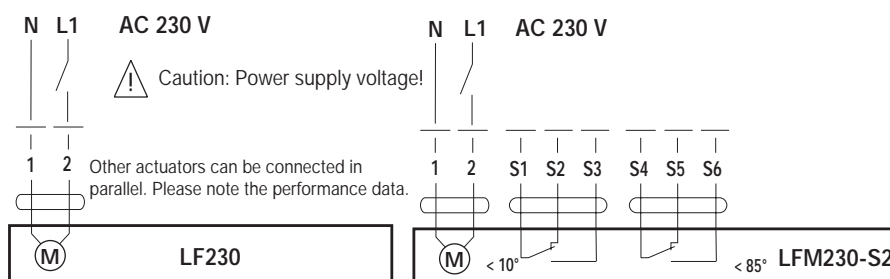 N L1 AC 230 V
Caution: Power supply voltage!
1 2 Other actuators can be connected in
parallel. Please note the performance data.
M LF230
N L1 AC 230 V
1 2 S1 S2 S3 S4 S5 S6
M < 10° < 85° LFM230-S2